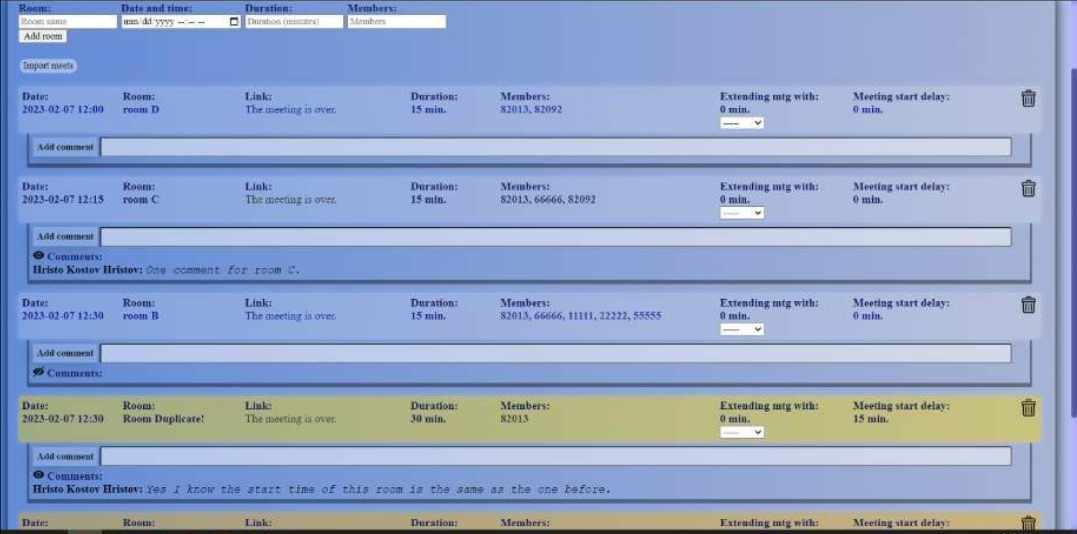 Room: Date and time: Duration: Members:
Room name mm/dd/yyyy --:-- -- Duration (minutes) Members
Add room
Import meets
Date: Room: Link: Duration: Members: Extending mtg with: Meeting start delay:
2023-02-07 12:00 room D The meeting is over. 15 min. 82013, 82092 0 min. 0 min.
-----
Add comment
Date: Room: Link: Duration: Members: Extending mtg with: Meeting start delay:
2023-02-07 12:15 room C The meeting is over. 15 min. 82013, 66666, 82092 0 min. 0 min.
-----
Add comment
Comments:
Hristo Kostov Hristov: One comment for room C.
Date: Room: Link: Duration: Members: Extending mtg with: Meeting start delay:
2023-02-07 12:30 room B The meeting is over. 15 min. 82013, 66666, 11111, 22222, 55555 0 min. 0 min.
-----
Add comment
Comments:
Date: Room: Link: Duration: Members: Extending mtg with: Meeting start delay:
2023-02-07 12:30 Room Duplicate! The meeting is over. 30 min. 82013 0 min. 15 min.
-----
Add comment
Comments:
Hristo Kostov Hristov: Yes I know the start time of this room is the same as the one before.
Date: Room: Link: Duration: Members: Extending mtg with: Meeting start delay: